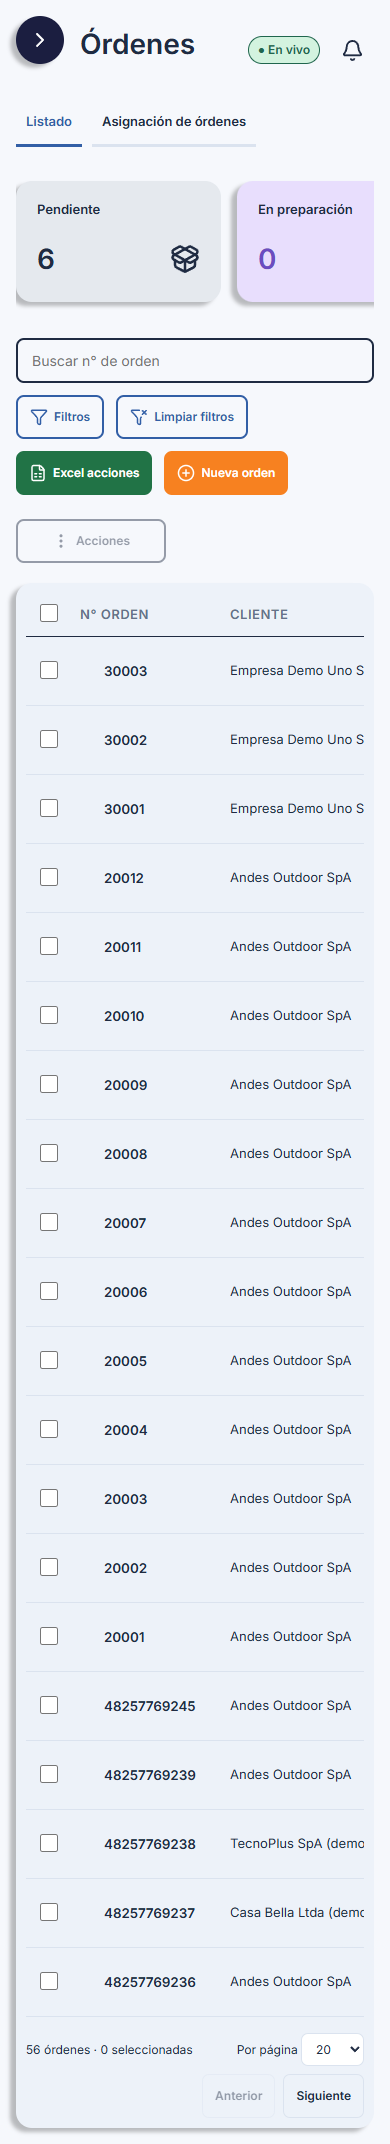 Órdenes
• En vivo
Listado
Asignación de órdenes
Pendiente
6
En preparación
0
Buscar n° de orden
Filtros
Limpiar filtros
Excel acciones
Nueva orden
Acciones
N° ORDEN CLIENTE
30003 Empresa Demo Uno S
30002 Empresa Demo Uno S
30001 Empresa Demo Uno S
20012 Andes Outdoor SpA
20011 Andes Outdoor SpA
20010 Andes Outdoor SpA
20009 Andes Outdoor SpA
20008 Andes Outdoor SpA
20007 Andes Outdoor SpA
20006 Andes Outdoor SpA
20005 Andes Outdoor SpA
20004 Andes Outdoor SpA
20003 Andes Outdoor SpA
20002 Andes Outdoor SpA
20001 Andes Outdoor SpA
48257769245 Andes Outdoor SpA
48257769239 Andes Outdoor SpA
48257769238 TecnoPlus SpA (demo
48257769237 Casa Bella Ltda (demo
48257769236 Andes Outdoor SpA
56 órdenes · 0 seleccionadas Por página 20
Anterior Siguiente